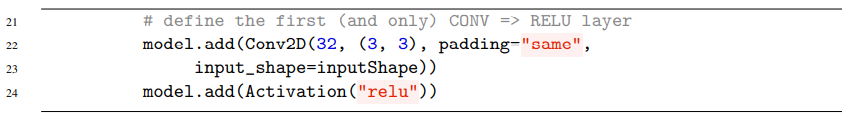 21 # define the first (and only) CONV => RELU layer
22 model.add(Conv2D(32, (3, 3), padding="same",
23 input_shape=inputShape))
24 model.add(Activation("relu"))